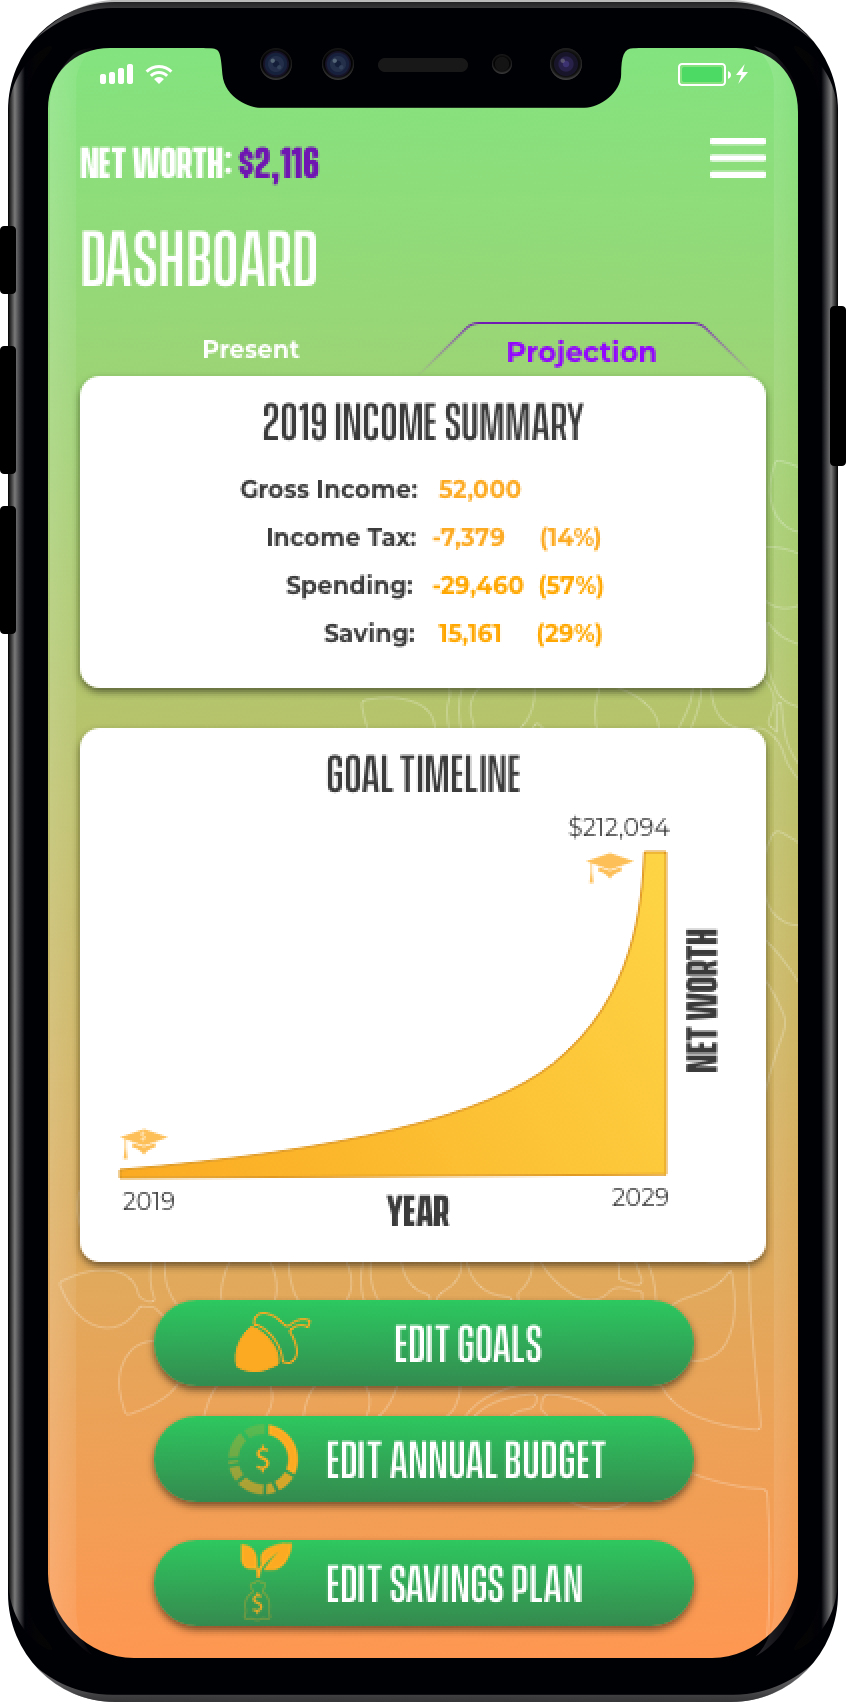 NET WORTH: $2,116
DASHBOARD
Present
Projection
2019 INCOME SUMMARY
Gross Income: 52,000
Income Tax: -7,379 (14%)
Spending: -29,460 (57%)
Saving: 15,161 (29%)
GOAL TIMELINE
$212,094
NET WORTH
$
2019
YEAR
2029
EDIT GOALS
$ EDIT ANNUAL BUDGET
$ EDIT SAVINGS PLAN